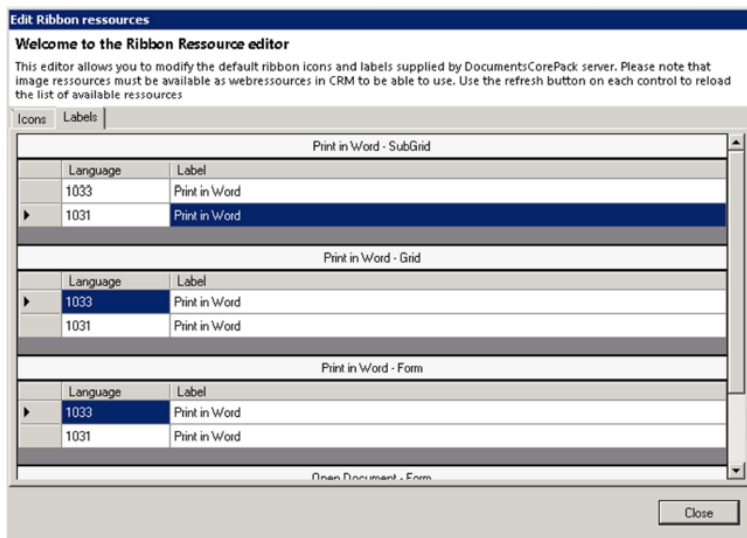 Edit Ribbon ressources
Welcome to the Ribbon Ressource editor
This editor allows you to modify the default ribbon icons and labels supplied by DocumentsCorePack server. Please note that
image ressources must be available as webressources in CRM to be able to use. Use the refresh button on each control to reload
the list of available ressources
Icons Labels
Print in Word - SubGrid
Language Label
1033 Print in Word
1031 Print in Word
Print in Word - Grid
Language Label
1033 Print in Word
1031 Print in Word
Print in Word - Form
Language Label
1033 Print in Word
1031 Print in Word
Open Document - Form
Close